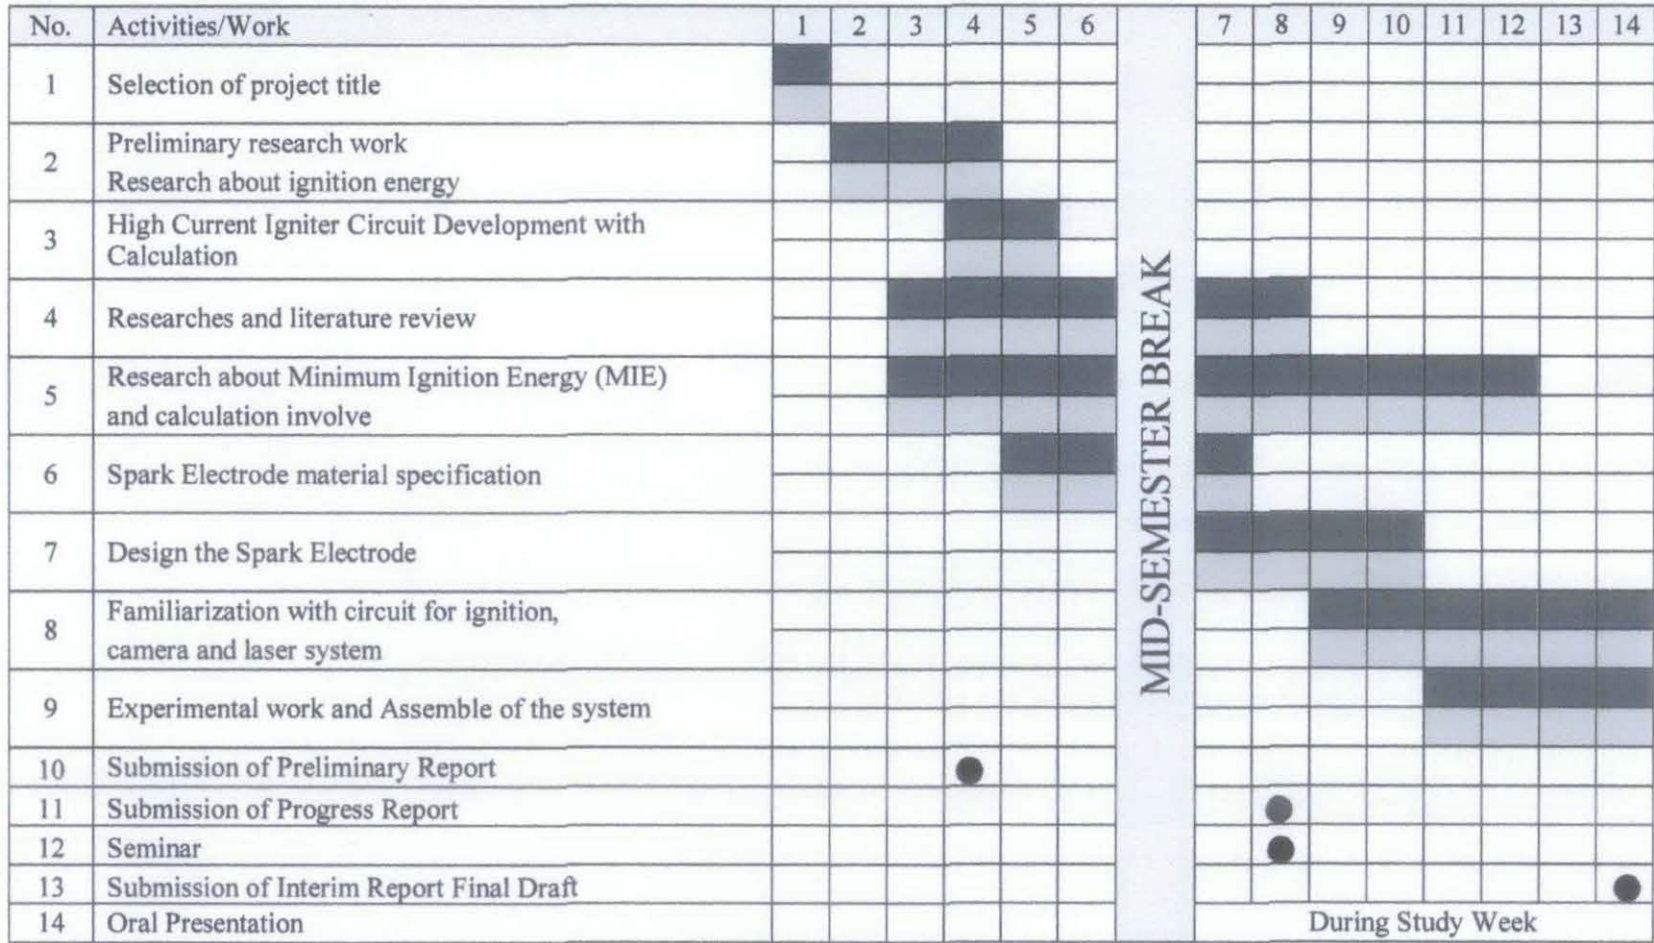 No. Activities/Work 1 2 3 4 5 6 7 8 9 10 11 12 13 14
1 Selection of project title
2 Preliminary research work
Research about ignition energy
3 High Current Igniter Circuit Development with
Calculation
4 Researches and literature review
5 Research about Minimum Ignition Energy (MIE)
and calculation involve
6 Spark Electrode material specification
7 Design the Spark Electrode
8 Familiarization with circuit for ignition,
camera and laser system
9 Experimental work and Assemble of the system
10 Submission of Preliminary Report
11 Submission of Progress Report
12 Seminar
13 Submission of Interim Report Final Draft
14 Oral Presentation During Study Week
MID-SEMESTER BREAK